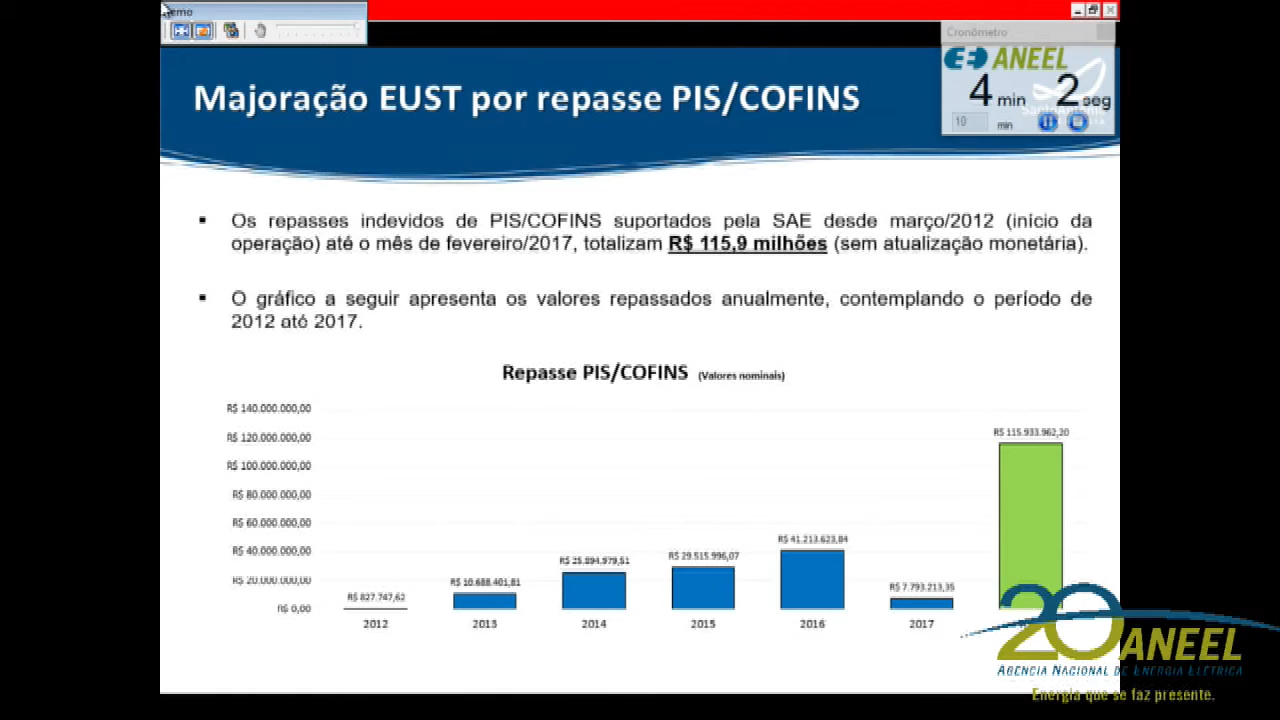 emo
Cronômetro
ANEEL
4 min 2 seg
10 min
Majoração EUST por repasse PIS/COFINS
▪ Os repasses indevidos de PIS/COFINS suportados pela SAE desde março/2012 (início da
operação) até o mês de fevereiro/2017, totalizam R$ 115,9 milhões (sem atualização monetária).
▪ O gráfico a seguir apresenta os valores repassados anualmente, contemplando o período de
2012 até 2017.
Repasse PIS/COFINS (Valores nominais)
R$ 140.000.000,00
R$ 120.000.000,00
R$ 100.000.000,00
R$ 80.000.000,00
R$ 60.000.000,00
R$ 40.000.000,00
R$ 20.000.000,00
R$ 0,00
R$ 827.747,62
R$ 10.688.401,81
R$ 25.894.979,51
R$ 29.515.996,07
R$ 41.213.623,84
R$ 7.793.213,35
R$ 115.933.962,20
2012 2013 2014 2015 2016 2017
20 ANEEL
AGÊNCIA NACIONAL DE ENERGIA ELÉTRICA
Energia que se faz presente.